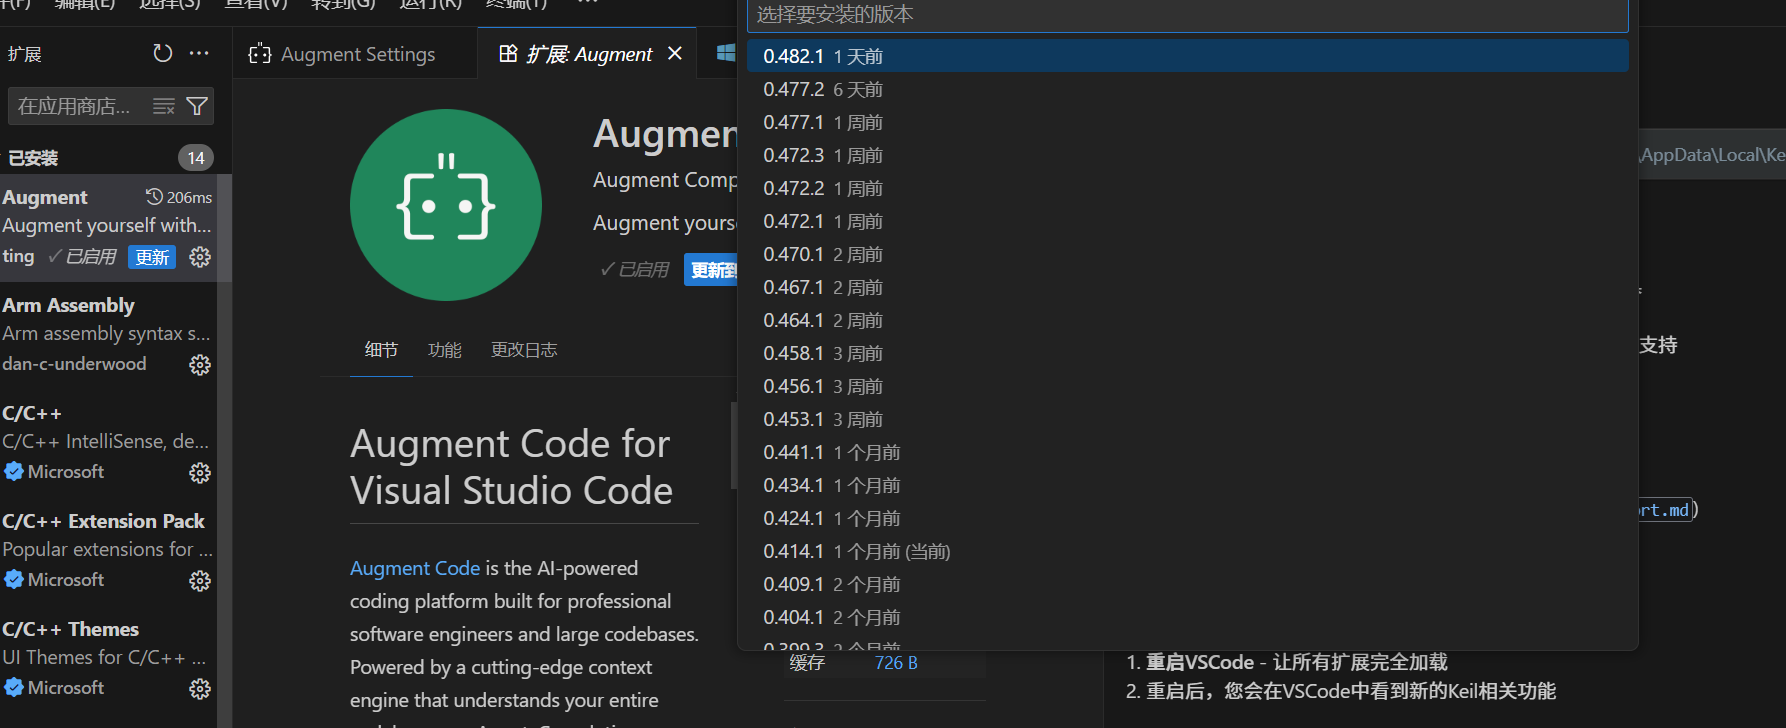 编辑(E) 选择(S) 查看(V) 转到(G) 运行(R) 终端(T) ···
扩展
在应用商店...
已安装 14
Augment 206ms
Augment yourself with...
ting ✓已启用 更新
Arm Assembly
Arm assembly syntax s...
dan-c-underwood
C/C++
C/C++ IntelliSense, de...
Microsoft
C/C++ Extension Pack
Popular extensions for ...
Microsoft
C/C++ Themes
UI Themes for C/C++ ...
Microsoft
Augment Settings
扩展: Augment
Augmen
Augment Comp
Augment yours
✓已启用 更新到
细节 功能 更改日志
Augment Code for
Visual Studio Code
Augment Code is the AI-powered
coding platform built for professional
software engineers and large codebases.
Powered by a cutting-edge context
engine that understands your entire
选择要安装的版本
0.482.1 1 天前
0.477.2 6 天前
0.477.1 1 周前
0.472.3 1 周前
0.472.2 1 周前
0.472.1 1 周前
0.470.1 2 周前
0.467.1 2 周前
0.464.1 2 周前
0.458.1 3 周前
0.456.1 3 周前
0.453.1 3 周前
0.441.1 1 个月前
0.434.1 1 个月前
0.424.1 1 个月前
0.414.1 1 个月前 (当前)
0.409.1 2 个月前
0.404.1 2 个月前
0.399.3 2 个月前
缓存 726 B
\AppData\Local\Ke
支持
ort.md)
1. 重启VSCode - 让所有扩展完全加载
2. 重启后，您会在VSCode中看到新的Keil相关功能